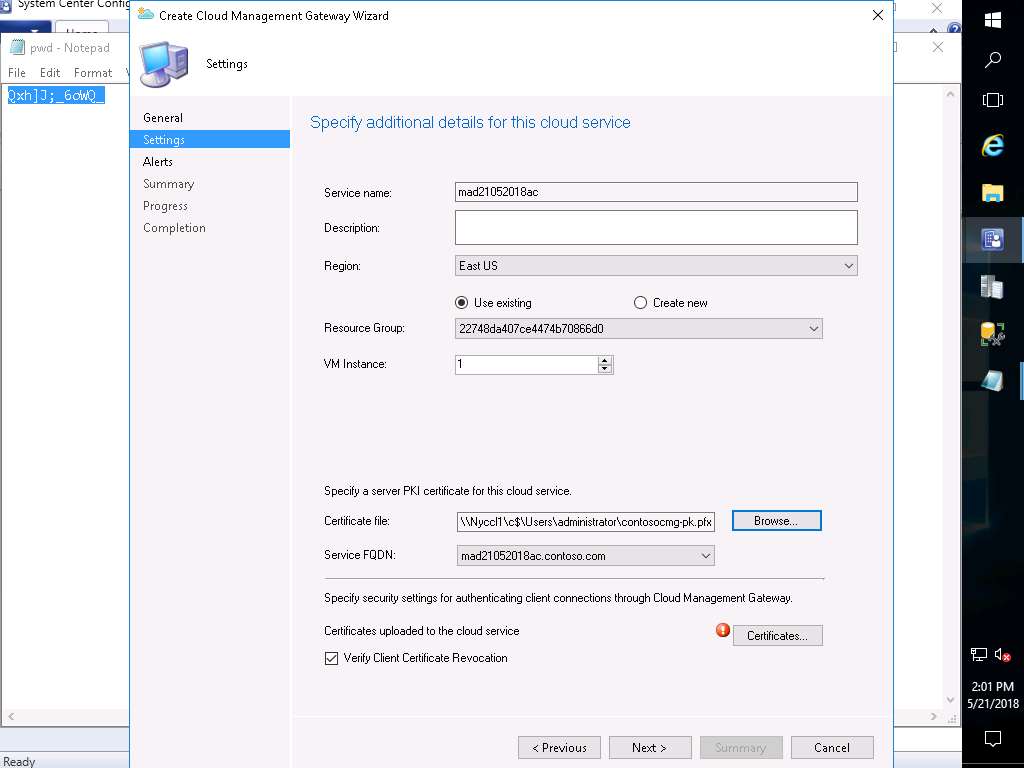 System Center Config
Create Cloud Management Gateway Wizard
Home
pwd - Notepad
File Edit Format
Settings
General
Settings
Alerts
Summary
Progress
Completion
Specify additional details for this cloud service
Service name: mad21052018ac
Description:
Region: East US
Use existing Create new
Resource Group: 22748da407ce4474b70866d0
VM Instance: 1
Specify a server PKI certificate for this cloud service.
Certificate file: \\Nyccl1\c$\Users\administrator\contosocmg-pk.pfx Browse...
Service FQDN: mad21052018ac.contoso.com
Specify security settings for authenticating client connections through Cloud Management Gateway.
Certificates uploaded to the cloud service Certificates...
Verify Client Certificate Revocation
< Previous Next > Summary Cancel
Ready
2:01 PM
5/21/2018